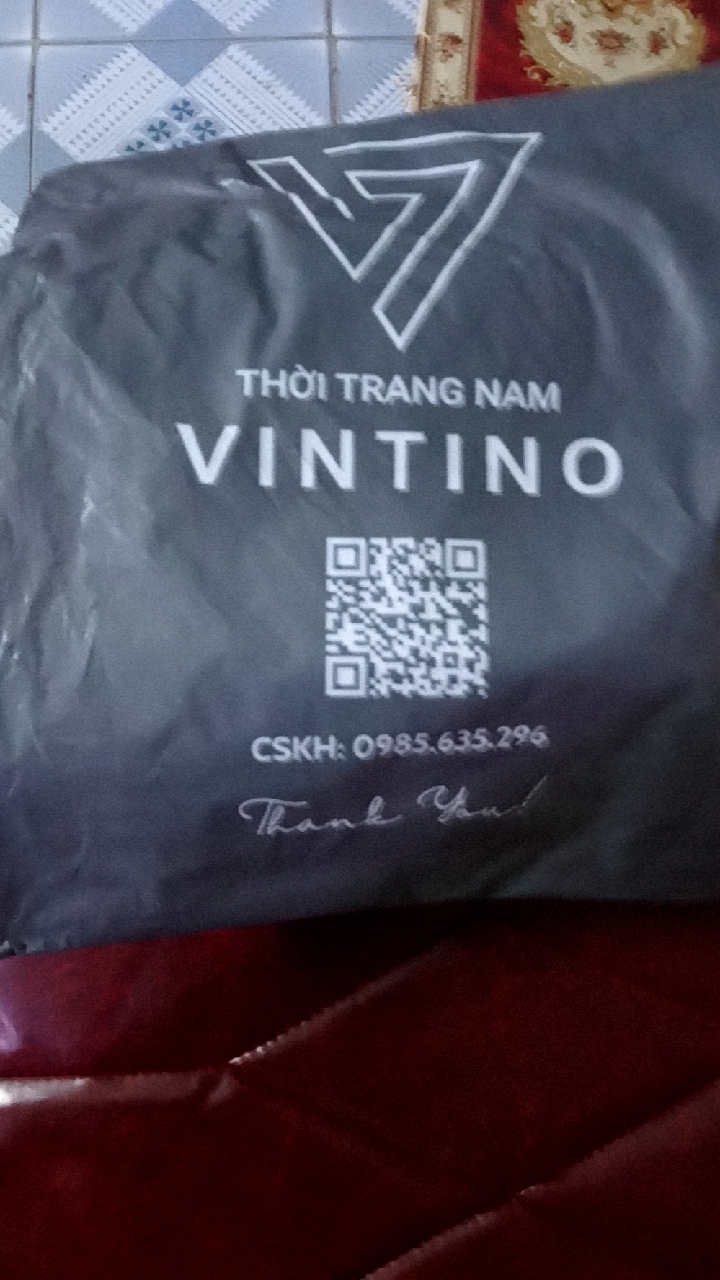 THỜI TRANG NAM
VINTINO
CSKH: 0985.635.296
Thank You!